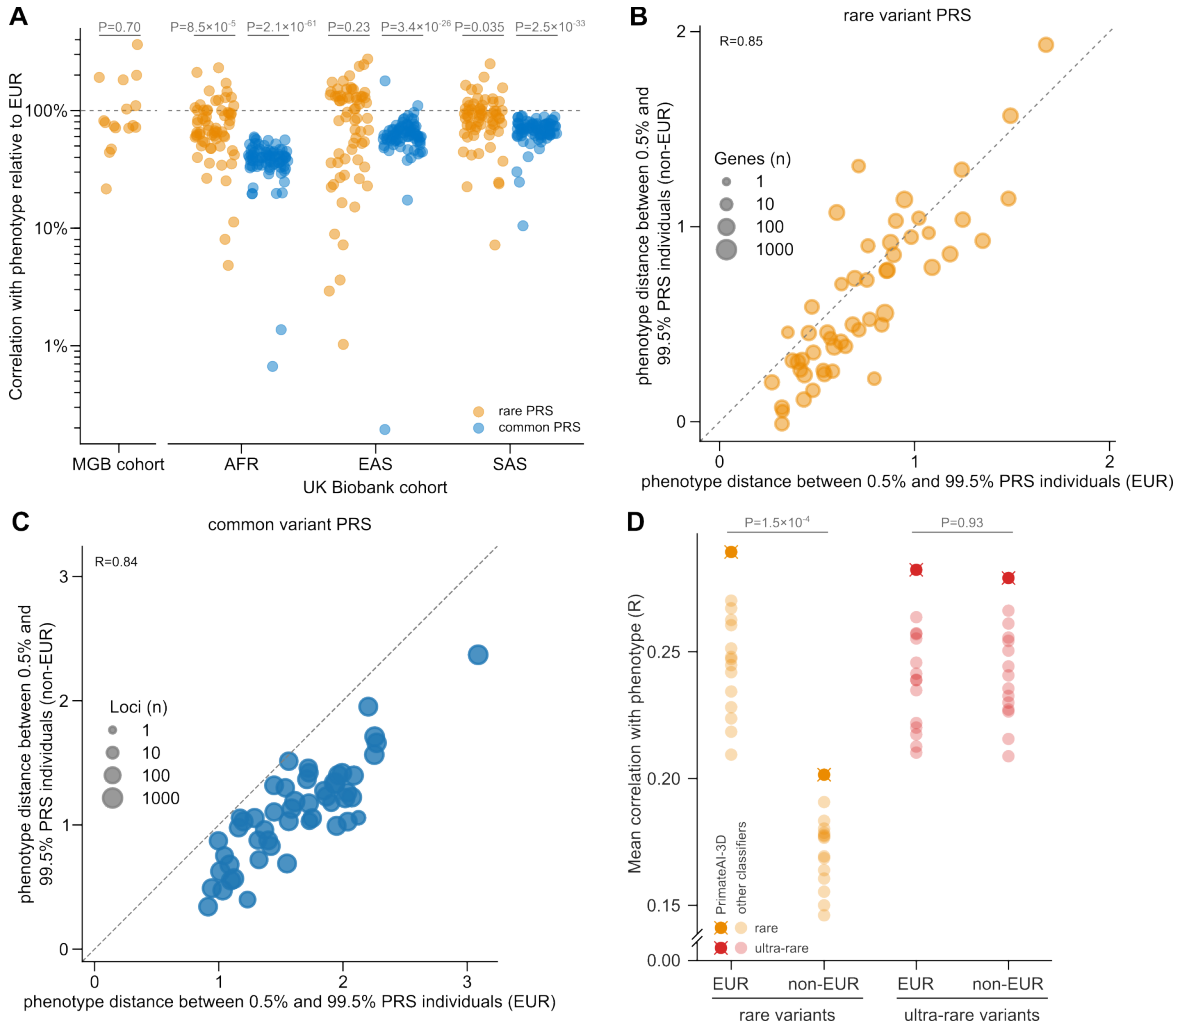 A
P=0.70
P=8.5×10-5
P=2.1×10-61
P=0.23
P=3.4×10-26
P=0.035
P=2.5×10-33
Correlation with phenotype relative to EUR
100%
10%
1%
rare PRS
common PRS
MGB cohort
AFR
EAS
SAS
UK Biobank cohort
B
rare variant PRS
R=0.85
phenotype distance between 0.5% and
99.5% PRS individuals (non-EUR)
Genes (n)
1
10
100
1000
2
1
0
0
1
2
phenotype distance between 0.5% and 99.5% PRS individuals (EUR)
C
common variant PRS
R=0.84
phenotype distance between 0.5% and
99.5% PRS individuals (non-EUR)
Loci (n)
1
10
100
1000
3
2
1
0
0
1
2
3
phenotype distance between 0.5% and 99.5% PRS individuals (EUR)
D
P=1.5×10-4
P=0.93
Mean correlation with phenotype (R)
0.25
0.20
0.15
0.00
PrimateAI-3D
other classifiers
rare
ultra-rare
EUR
non-EUR
EUR
non-EUR
rare variants
ultra-rare variants